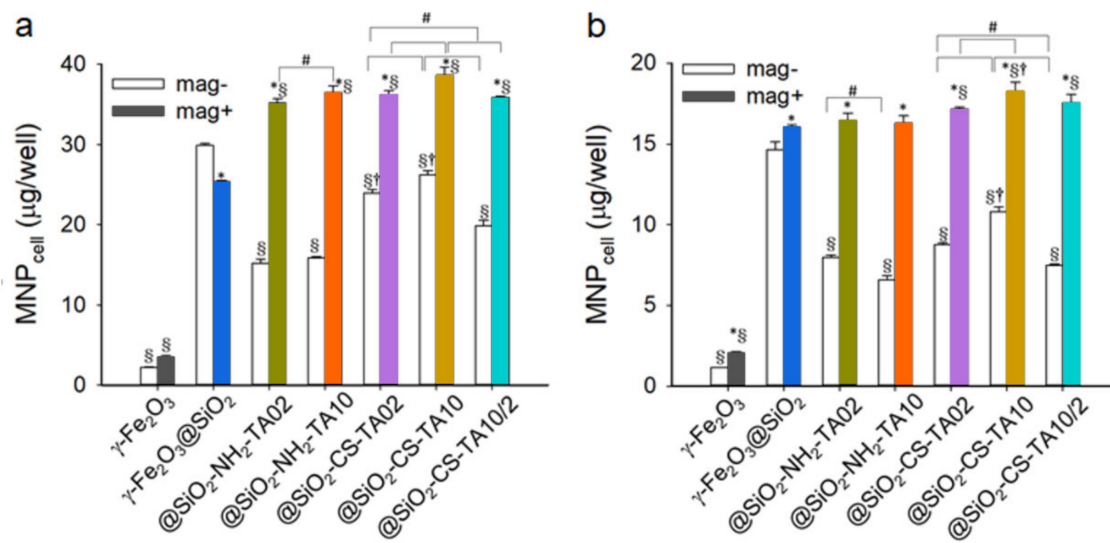 a
#
#
*§ *§ *§ *§ *§
40
mag-
mag+
30
*
§†
§†
20
§
§
§
10
§ §
0
MNPcell (μg/well)
γ-Fe₂O₃
γ-Fe₂O₃@SiO₂
@SiO₂-NH₂-TA02
@SiO₂-NH₂-TA10
@SiO₂-CS-TA02
@SiO₂-CS-TA10
@SiO₂-CS-TA10/2
b
#
#
20
mag-
mag+
* * * *§ *§† *§
15
§†
10
§
§
§
§
5
§ *§
0
MNPcell (μg/well)
γ-Fe₂O₃
γ-Fe₂O₃@SiO₂
@SiO₂-NH₂-TA02
@SiO₂-NH₂-TA10
@SiO₂-CS-TA02
@SiO₂-CS-TA10
@SiO₂-CS-TA10/2